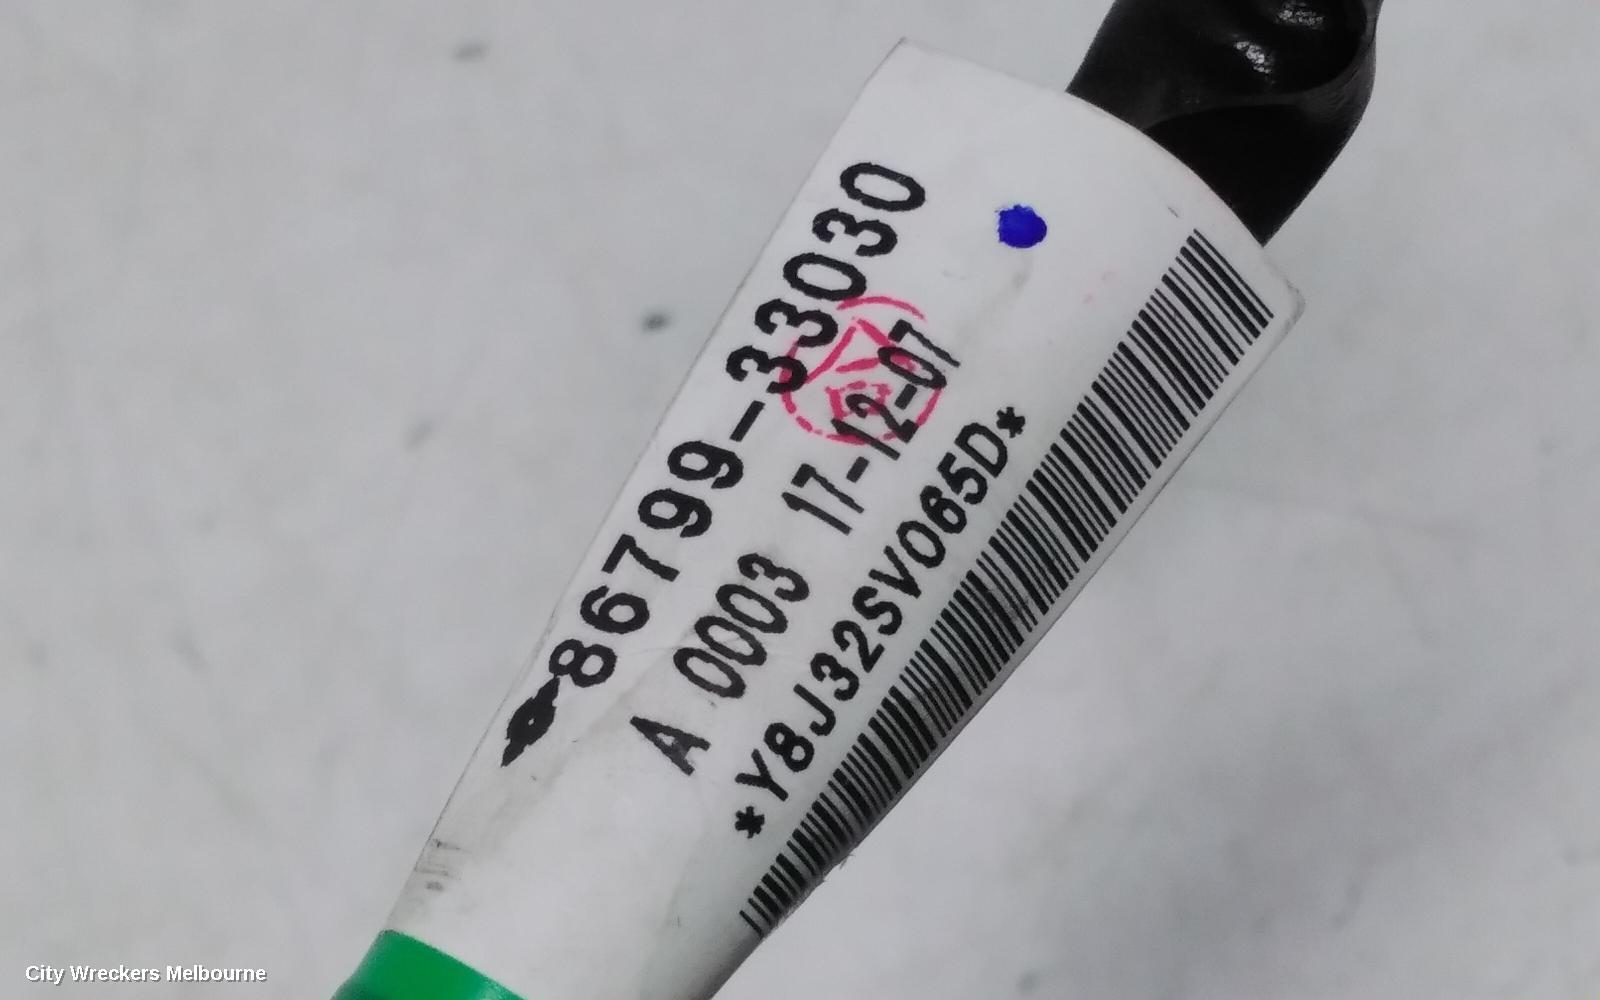 86799-33030
A 0003 17-12-07
*Y8J32SV065D*
City Wreckers Melbourne